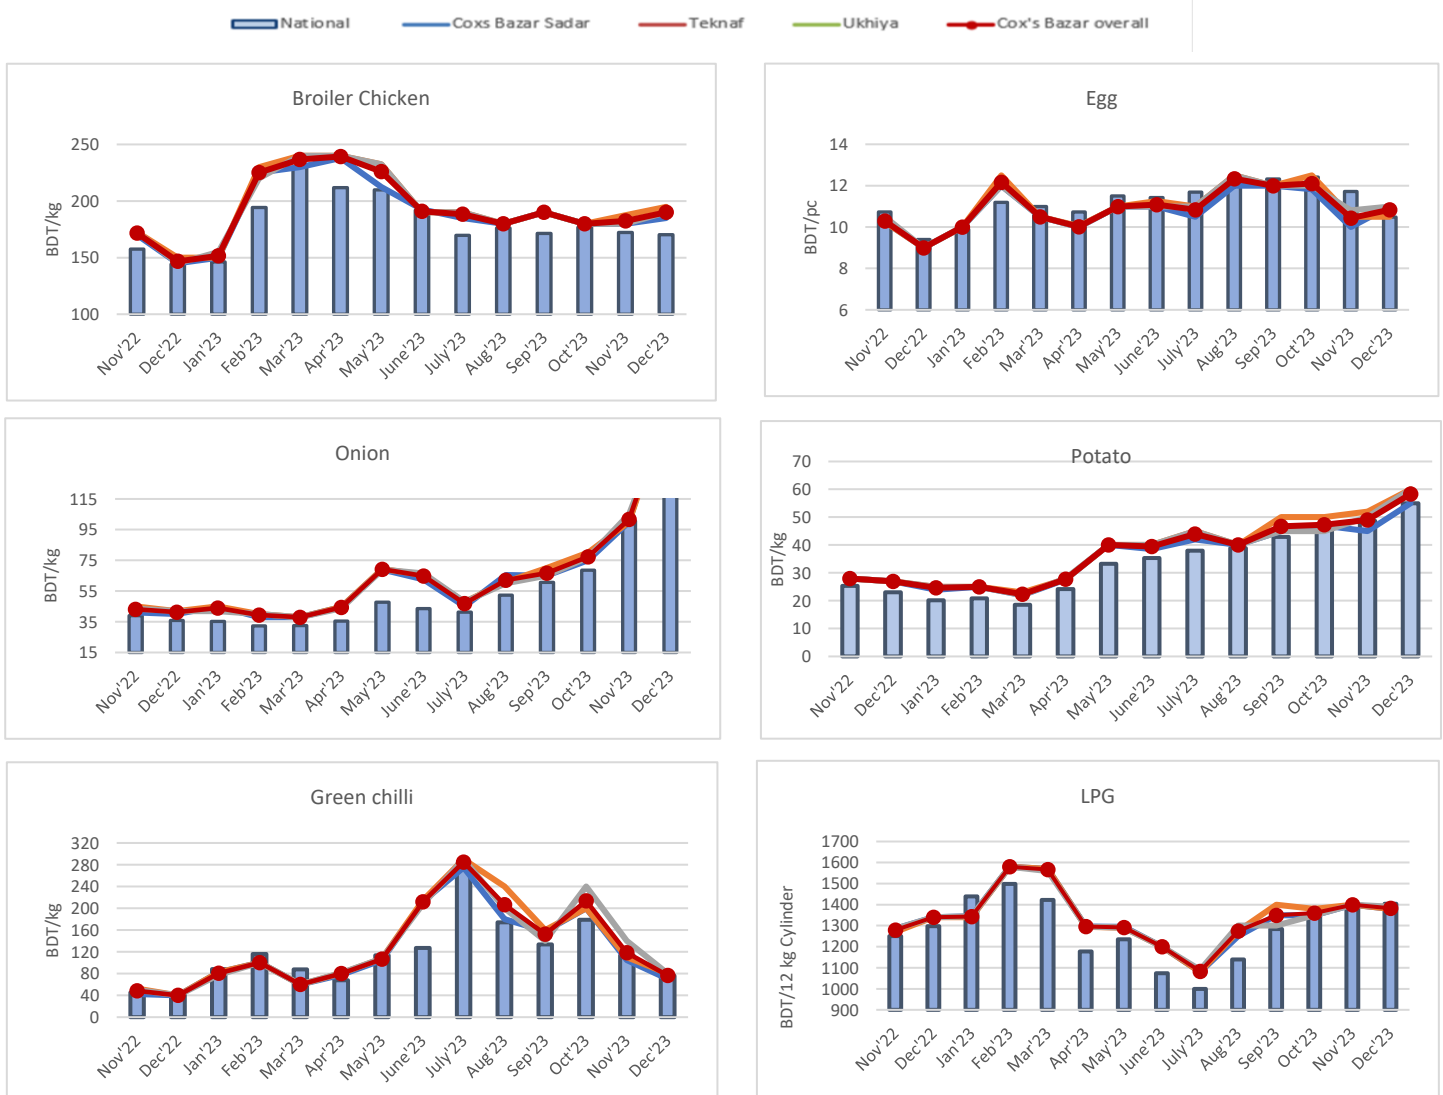 National Coxs Bazar Sadar Teknaf Ukhiya Cox's Bazar overall
Broiler Chicken
BDT/kg
250
200
150
100
Nov'22 Dec'22 Jan'23 Feb'23 Mar'23 Apr'23 May'23 June'23 July'23 Aug'23 Sep'23 Oct'23 Nov'23 Dec'23
Egg
BDT/pc
14
12
10
8
6
Nov'22 Dec'22 Jan'23 Feb'23 Mar'23 Apr'23 May'23 June'23 July'23 Aug'23 Sep'23 Oct'23 Nov'23 Dec'23
Onion
BDT/kg
115
95
75
55
35
15
Nov'22 Dec'22 Jan'23 Feb'23 Mar'23 Apr'23 May'23 June'23 July'23 Aug'23 Sep'23 Oct'23 Nov'23 Dec'23
Potato
BDT/kg
70
60
50
40
30
20
10
0
Nov'22 Dec'22 Jan'23 Feb'23 Mar'23 Apr'23 May'23 June'23 July'23 Aug'23 Sep'23 Oct'23 Nov'23 Dec'23
Green chilli
BDT/kg
320
280
240
200
160
120
80
40
0
Nov'22 Dec'22 Jan'23 Feb'23 Mar'23 Apr'23 May'23 June'23 July'23 Aug'23 Sep'23 Oct'23 Nov'23 Dec'23
LPG
BDT/12 kg Cylinder
1700
1600
1500
1400
1300
1200
1100
1000
900
Nov'22 Dec'22 Jan'23 Feb'23 Mar'23 Apr'23 May'23 June'23 July'23 Aug'23 Sep'23 Oct'23 Nov'23 Dec'23